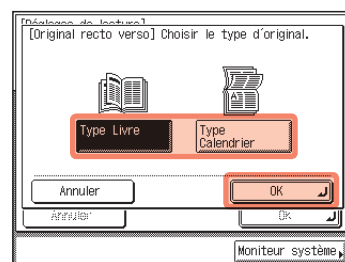 [Réglages de lecture]
[Original recto verso] Choisir le type d´original.
Type Livre
Type
Calendrier
Annuler
OK
Annuler
OK
Moniteur système